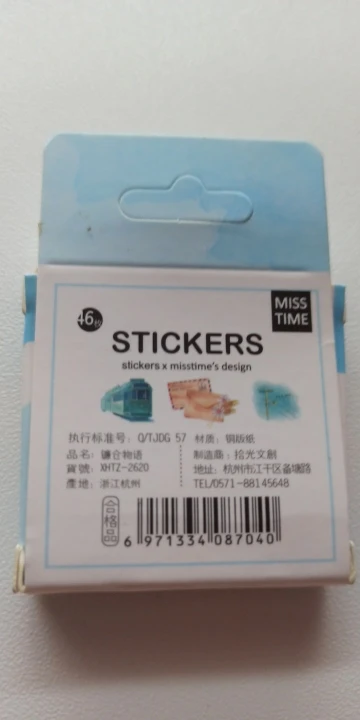 MISS
TIME
46枚
STICKERS
stickers x misstime's design
执行标准号: Q/TJDG 57 材质: 铜版纸
品名: 镰仓物语 制造商: 拾光文创
貨號: XHTZ-2620 地址: 杭州市江干区备塘路
產地: 浙江杭州 TEL/0571-88145648
合格品
6 971334 087040